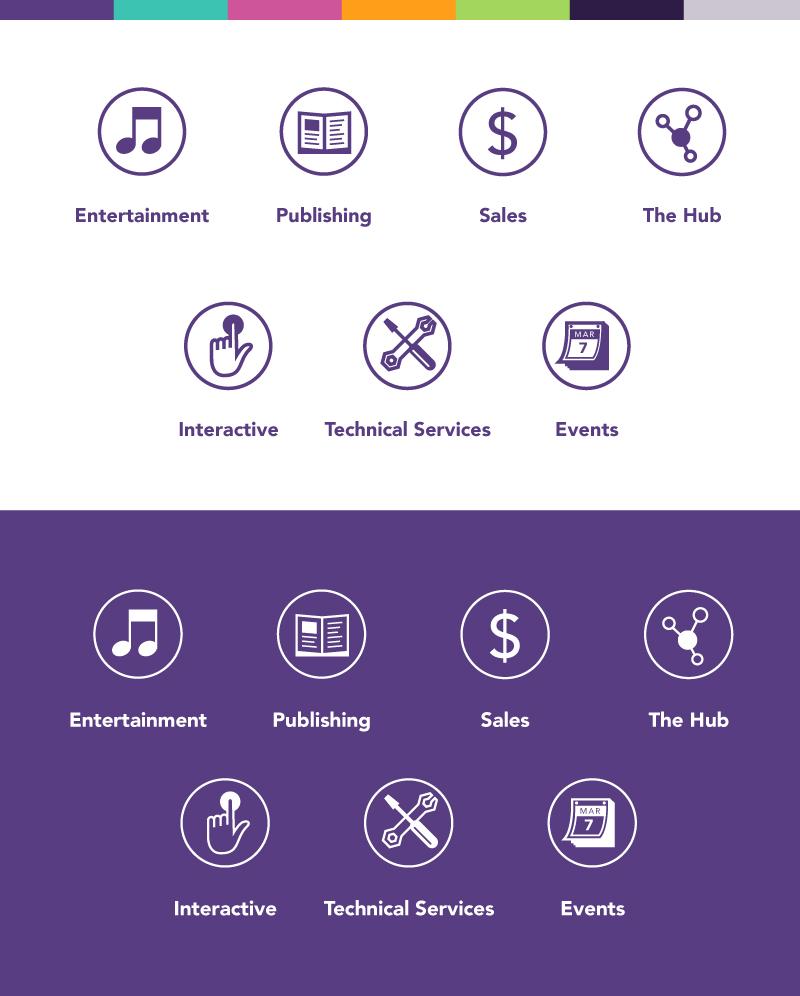 $
Entertainment Publishing Sales The Hub
MAR
7
Interactive Technical Services Events
$
Entertainment Publishing Sales The Hub
MAR
7
Interactive Technical Services Events